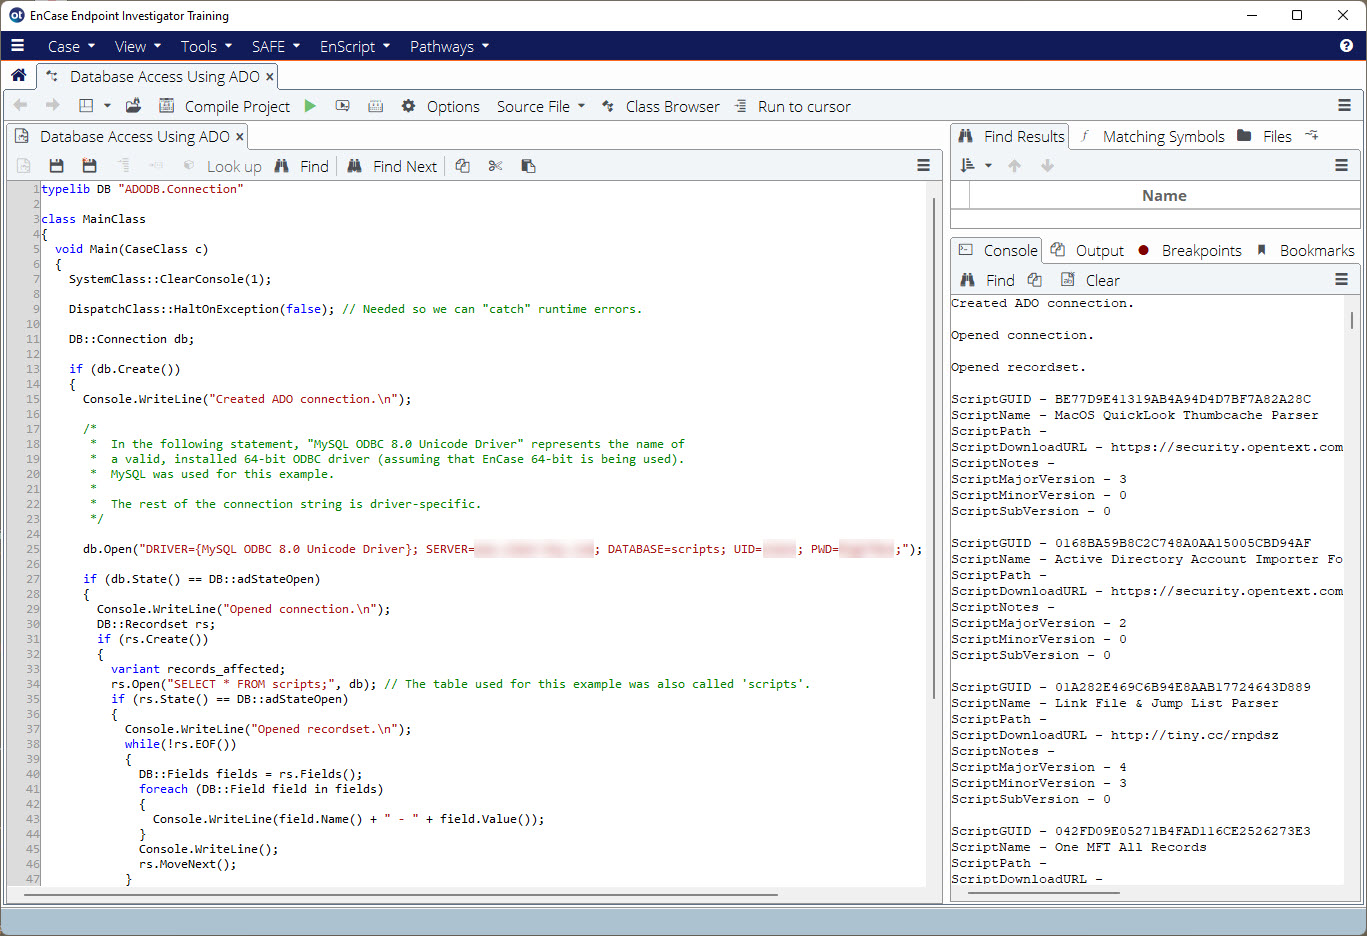 EnCase Endpoint Investigator Training
Case View Tools SAFE EnScript Pathways
Database Access Using ADO
Compile Project Options Source File Class Browser Run to cursor
Database Access Using ADO
Look up Find Find Next
1 typelib DB "ADODB.Connection"
2
3 class MainClass
4 {
5 void Main(CaseClass c)
6 {
7 SystemClass::ClearConsole(1);
8
9 DispatchClass::HaltOnException(false); // Needed so we can "catch" runtime errors.
10
11 DB::Connection db;
12
13 if (db.Create())
14 {
15 Console.WriteLine("Created ADO connection.\n");
16
17 /*
18 * In the following statement, "MySQL ODBC 8.0 Unicode Driver" represents the name of
19 * a valid, installed 64-bit ODBC driver (assuming that EnCase 64-bit is being used).
20 * MySQL was used for this example.
21 *
22 * The rest of the connection string is driver-specific.
23 */
24
25 db.Open("DRIVER={MySQL ODBC 8.0 Unicode Driver}; SERVER= ; DATABASE=scripts; UID= ; PWD= ;");
26
27 if (db.State() == DB::adStateOpen)
28 {
29 Console.WriteLine("Opened connection.\n");
30 DB::Recordset rs;
31 if (rs.Create())
32 {
33 variant records_affected;
34 rs.Open("SELECT * FROM scripts;", db); // The table used for this example was also called 'scripts'.
35 if (rs.State() == DB::adStateOpen)
36 {
37 Console.WriteLine("Opened recordset.\n");
38 while(!rs.EOF())
39 {
40 DB::Fields fields = rs.Fields();
41 foreach (DB::Field field in fields)
42 {
43 Console.WriteLine(field.Name() + " - " + field.Value());
44 }
45 Console.WriteLine();
46 rs.MoveNext();
47 }
Find Results Matching Symbols Files
Name
Console Output Breakpoints Bookmarks
Find Clear
Created ADO connection.
Opened connection.
Opened recordset.
ScriptGUID - BE77D9E41319AB4A94D4D7BF7A82A28C
ScriptName - MacOS QuickLook Thumbcache Parser
ScriptPath -
ScriptDownloadURL - https://security.opentext.com
ScriptNotes -
ScriptMajorVersion - 3
ScriptMinorVersion - 0
ScriptSubVersion - 0
ScriptGUID - 0168BA59B8C2C748A0AA15005CBD94AF
ScriptName - Active Directory Account Importer Fo
ScriptPath -
ScriptDownloadURL - https://security.opentext.com
ScriptNotes -
ScriptMajorVersion - 2
ScriptMinorVersion - 0
ScriptSubVersion - 0
ScriptGUID - 01A282E469C6B94E8AAB17724643D889
ScriptName - Link File & Jump List Parser
ScriptPath -
ScriptDownloadURL - http://tiny.cc/rnpdsz
ScriptNotes -
ScriptMajorVersion - 4
ScriptMinorVersion - 3
ScriptSubVersion - 0
ScriptGUID - 042FD09E05271B4FAD116CE2526273E3
ScriptName - One MFT All Records
ScriptPath -
ScriptDownloadURL -